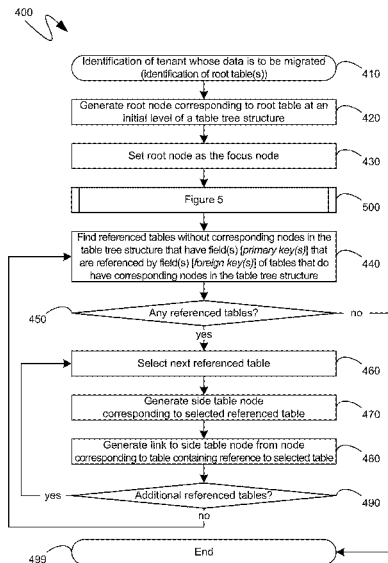 400
Identification of tenant whose data is to be migrated
(identification of root table(s))
410
Generate root node corresponding to root table at an
initial level of a table tree structure
420
Set root node as the focus node
430
Figure 5
500
Find referenced tables without corresponding nodes in the
table tree structure that have field(s) [primary key(s)] that
are referenced by field(s) [foreign key(s)] of tables that do
have corresponding nodes in the table tree structure
440
Any referenced tables?
no
450
yes
Select next referenced table
460
Generate side table node
corresponding to selected referenced table
470
Generate link to side table node from node
corresponding to table containing reference to selected table
480
yes
Additional referenced tables?
490
no
End
499